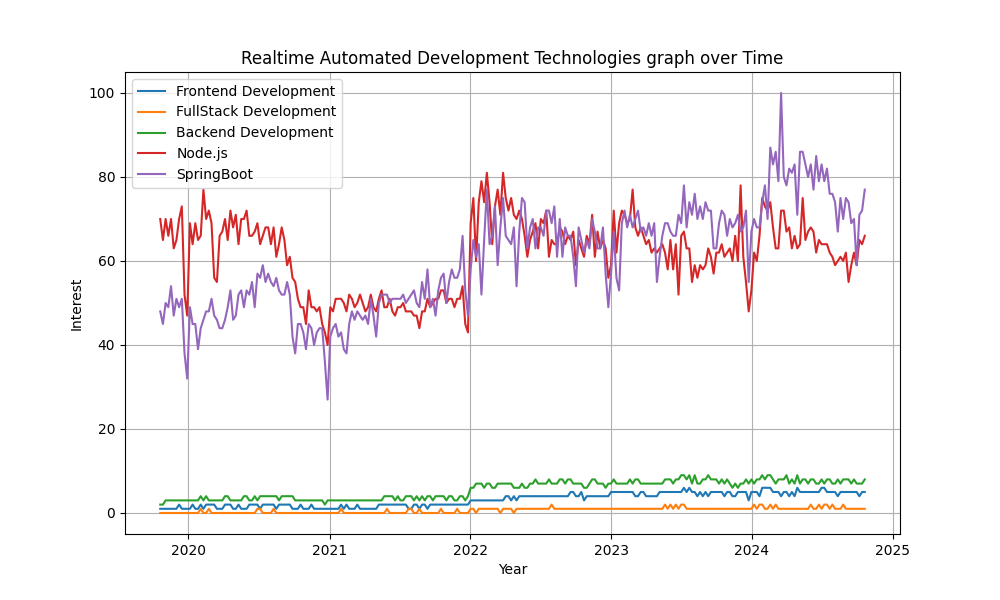 Realtime Automated Development Technologies graph over Time
Frontend Development
FullStack Development
Backend Development
Node.js
SpringBoot
100
80
60
40
20
0
Interest
2020 2021 2022 2023 2024 2025
Year